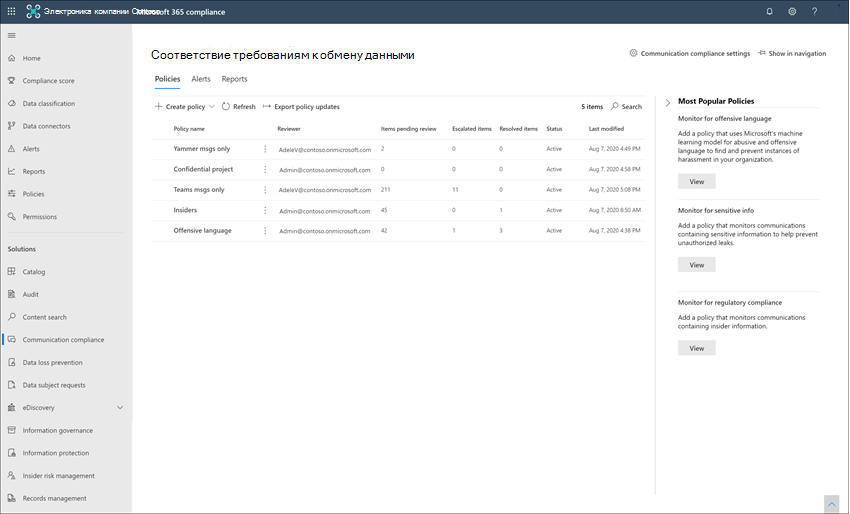 Электроника компании Contoso Microsoft 365 compliance
Соответствие требованиям к обмену данными
Communication compliance settings Show in navigation
Policies Alerts Reports
Create policy Refresh Export policy updates 5 items Search
Policy name Reviewer Items pending review Escalated items Resolved items Status Last modified
Yammer msgs only AdeleV@contoso.onmicrosoft.com 2 0 0 Active Aug 7, 2020 4:49 PM
Confidential project Admin@contoso.onmicrosoft.com 0 0 0 Active Aug 7, 2020 4:58 PM
Teams msgs only AdeleV@contoso.onmicrosoft.com 211 11 0 Active Aug 7, 2020 5:08 PM
Insiders Admin@contoso.onmicrosoft.com 45 0 1 Active Aug 7, 2020 8:50 AM
Offensive language Admin@contoso.onmicrosoft.com 42 1 3 Active Aug 7, 2020 4:38 PM
Home
Compliance score
Data classification
Data connectors
Alerts
Reports
Policies
Permissions
Solutions
Catalog
Audit
Content search
Communication compliance
Data loss prevention
Data subject requests
eDiscovery
Information governance
Information protection
Insider risk management
Records management
Most Popular Policies
Monitor for offensive language
Add a policy that uses Microsoft's machine
learning model for abusive and offensive
language to find and prevent instances of
harassment in your organization.
View
Monitor for sensitive info
Add a policy that monitors communications
containing sensitive information to help prevent
unauthorized leaks.
View
Monitor for regulatory compliance
Add a policy that monitors communications
containing insider information.
View